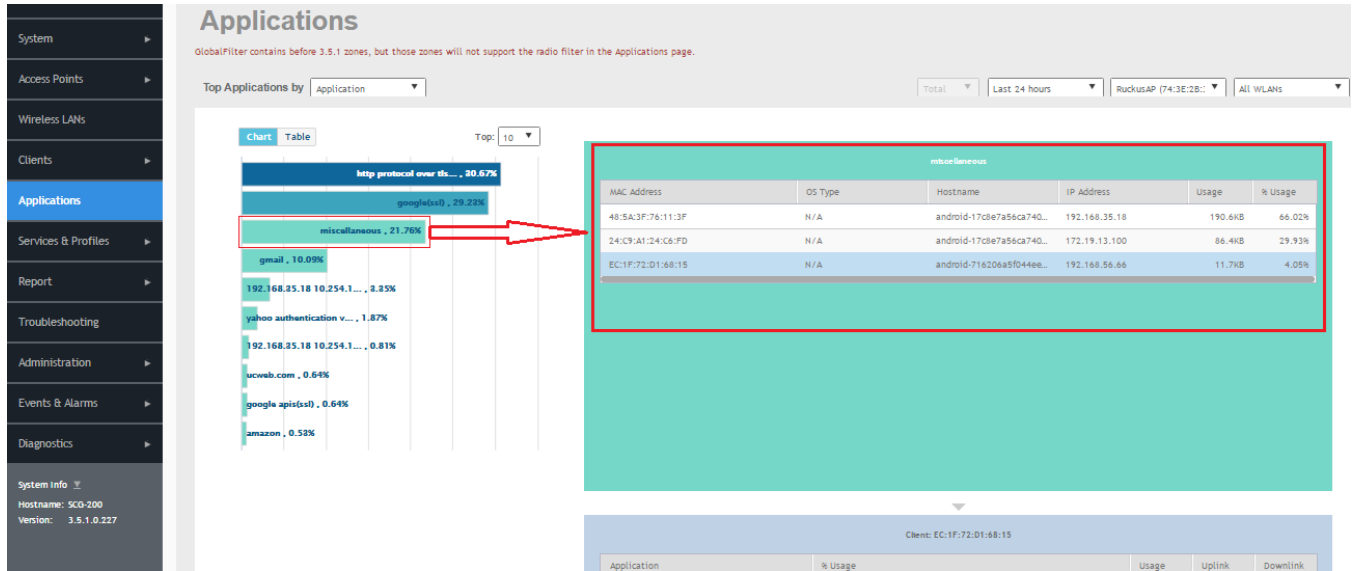 System
Access Points
Wireless LANs
Clients
Applications
Services & Profiles
Report
Troubleshooting
Administration
Events & Alarms
Diagnostics
System Info
Hostname: SCG-200
Version: 3.5.1.0.227
Applications
GlobalFilter contains before 3.5.1 zones, but those zones will not support the radio filter in the Applications page.
Top Applications by Application
Total Last 24 hours RuckusAP (74:3E:2B:: All WLANs
Chart Table Top: 10
http protocol over tls... , 30.67%
google(ssl) , 29.23%
miscellaneous , 21.76%
gmail , 10.09%
192.168.35.18 10.254.1... , 3.35%
yahoo authentication v... , 1.87%
192.168.35.18 10.254.1... , 0.81%
ucweb.com , 0.64%
google apis(ssl) , 0.64%
amazon , 0.53%
miscellaneous
MAC Address OS Type Hostname IP Address Usage % Usage
48:5A:3F:76:11:3F N/A android-17c8e7a56ca740... 192.168.35.18 190.6KB 66.02%
24:C9:A1:24:C6:FD N/A android-17c8e7a56ca740... 172.19.13.100 86.4KB 29.93%
EC:1F:72:D1:68:15 N/A android-716206a5f044ee... 192.168.56.66 11.7KB 4.05%
Client: EC:1F:72:D1:68:15
Application % Usage Usage Uplink Downlink